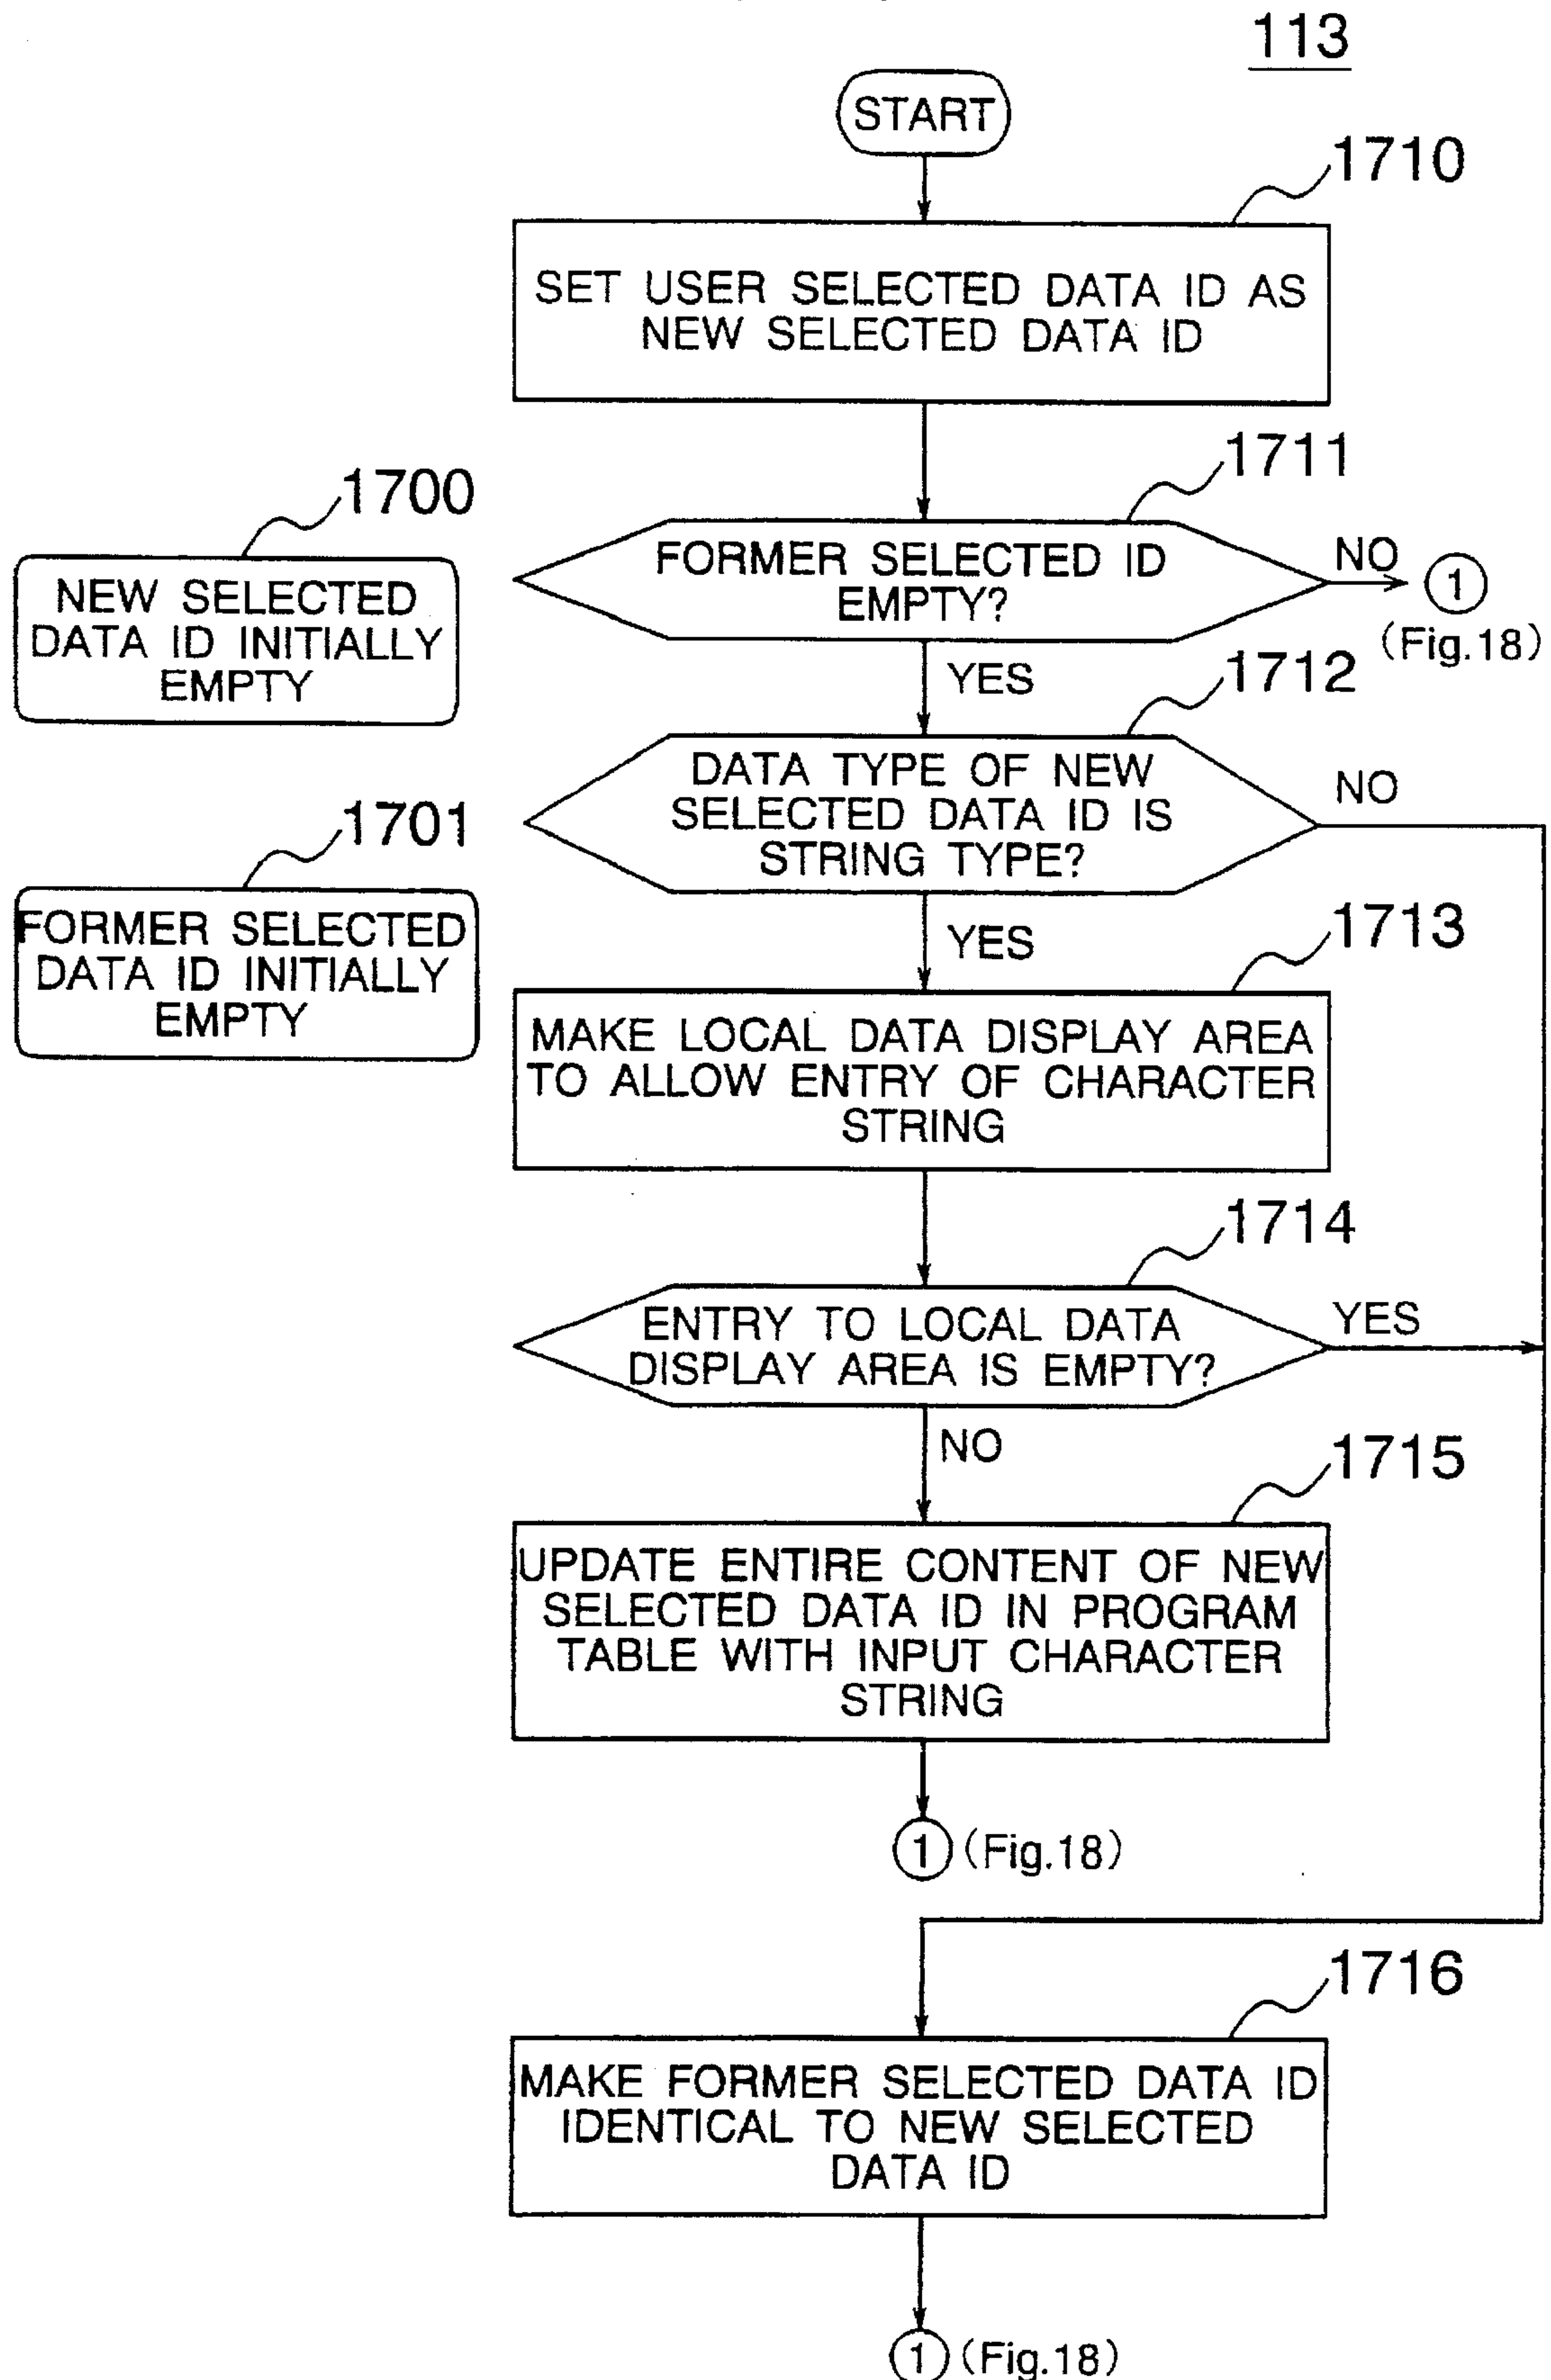 113
START
1710
SET USER SELECTED DATA ID AS
NEW SELECTED DATA ID
1711
1700
FORMER SELECTED ID
EMPTY?
NO
1
(Fig.18)
NEW SELECTED
DATA ID INITIALLY
EMPTY
YES
1712
DATA TYPE OF NEW
SELECTED DATA ID IS
STRING TYPE?
NO
1701
FORMER SELECTED
DATA ID INITIALLY
EMPTY
YES
1713
MAKE LOCAL DATA DISPLAY AREA
TO ALLOW ENTRY OF CHARACTER
STRING
1714
ENTRY TO LOCAL DATA
DISPLAY AREA IS EMPTY?
YES
NO
1715
UPDATE ENTIRE CONTENT OF NEW
SELECTED DATA ID IN PROGRAM
TABLE WITH INPUT CHARACTER
STRING
1 (Fig.18)
1716
MAKE FORMER SELECTED DATA ID
IDENTICAL TO NEW SELECTED
DATA ID
1 (Fig.18)